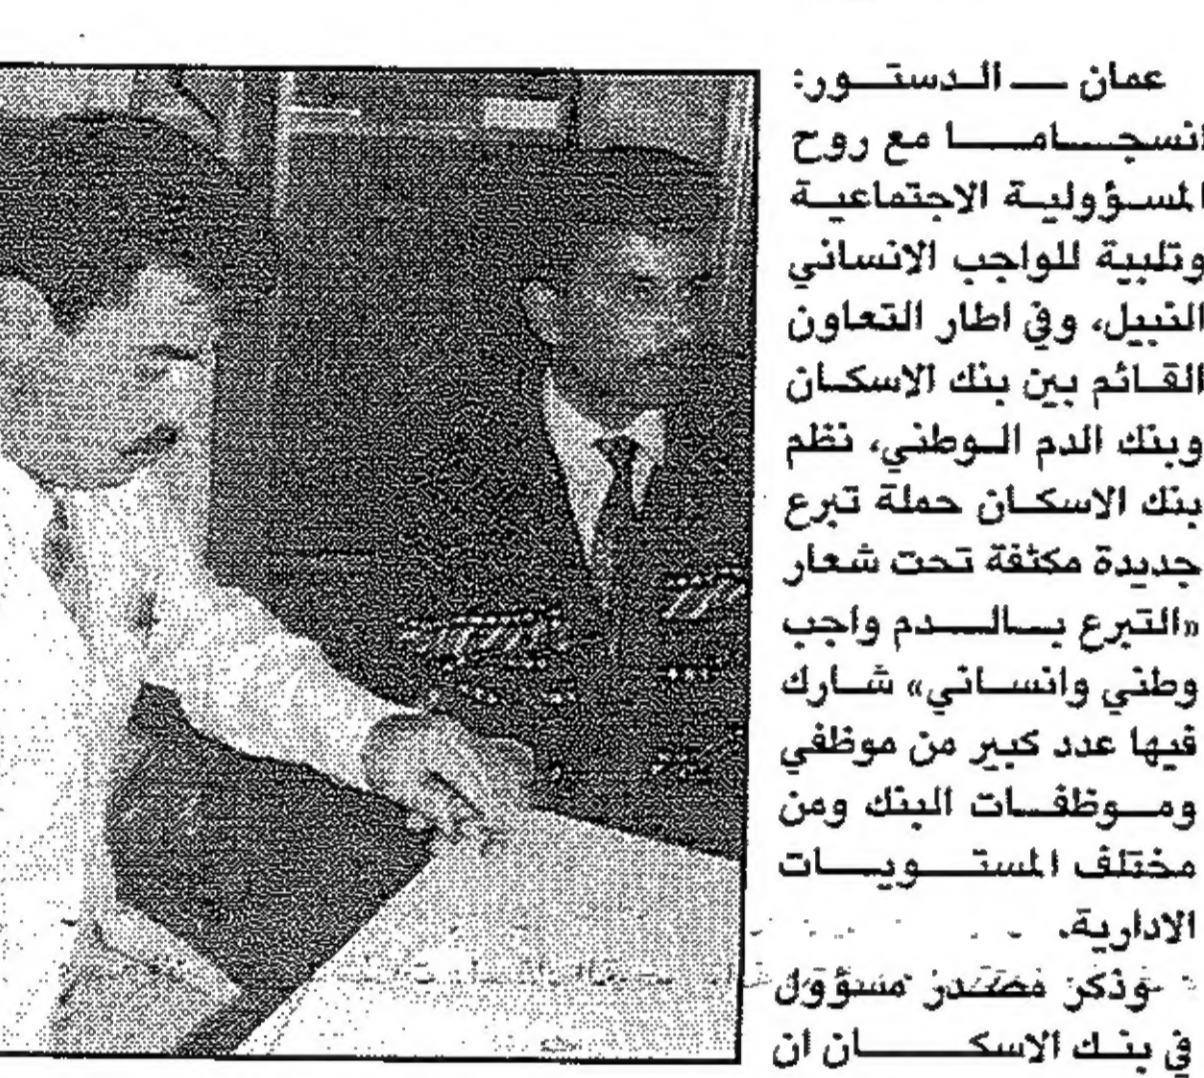 عمان ــ الدستور:
انسجاما مع روح
المسؤولية الاجتماعية
وتلبية للواجب الانساني
النبيل، وفي اطار التعاون
القائم بين بنك الاسكان
وبنك الدم الوطني، نظم
بنك الاسكان حملة تبرع
جديدة مكثفة تحت شعار
«التبرع بالدم واجب
وطني وانساني» شارك
فيها عدد كبير من موظفي
وموظفات البنك ومن
مختلف المستويات
الادارية.
وذكر مصدر مسؤول
في بنك الاسكان ان